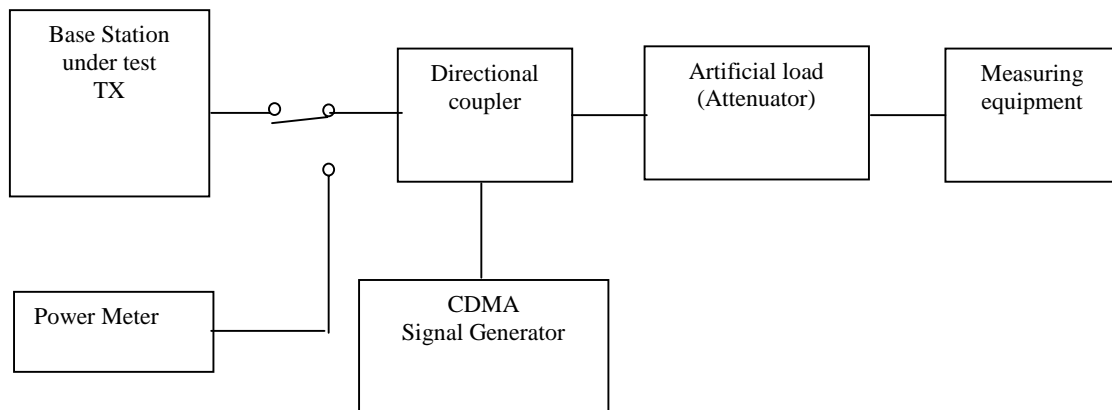 Base Station
under test
TX
Directional
coupler
Artificial load
(Attenuator)
Measuring
equipment
Power Meter
CDMA
Signal Generator